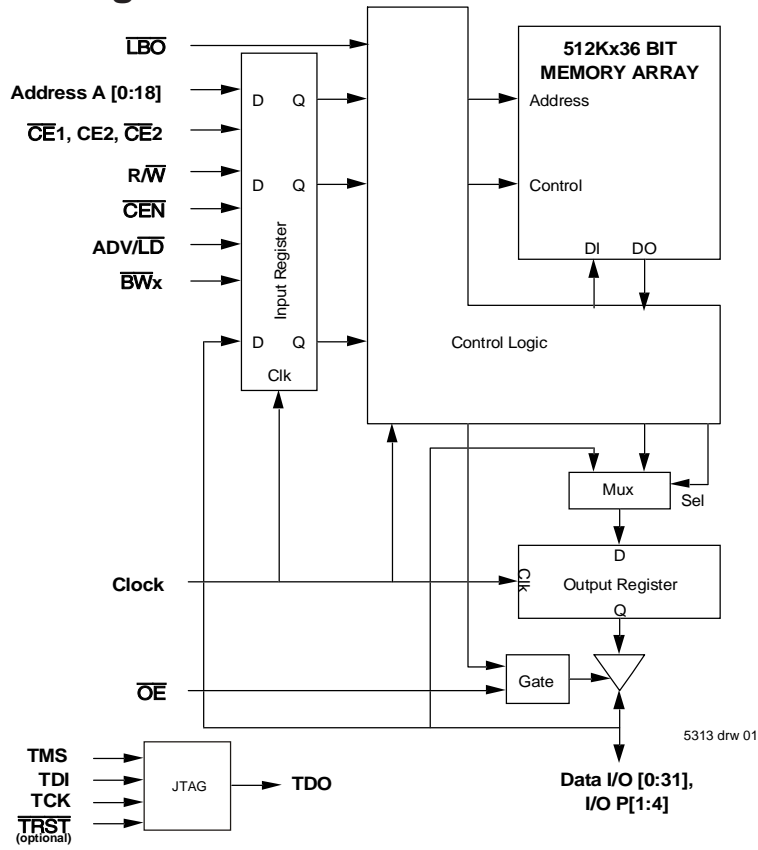 LBO
512Kx36 BIT
MEMORY ARRAY
Address A [0:18]
D Q
Address
CE1, CE2, CE2
R/W
D Q
Control
CEN
Input Register
ADV/LD
DI DO
BWx
D Q
Control Logic
Clk
Mux
Sel
D
Clock
Clk
Output Register
Q
OE
Gate
5313 drw 01
TMS
TDI
JTAG
TDO
TCK
TRST
(optional)
Data I/O [0:31],
I/O P[1:4]